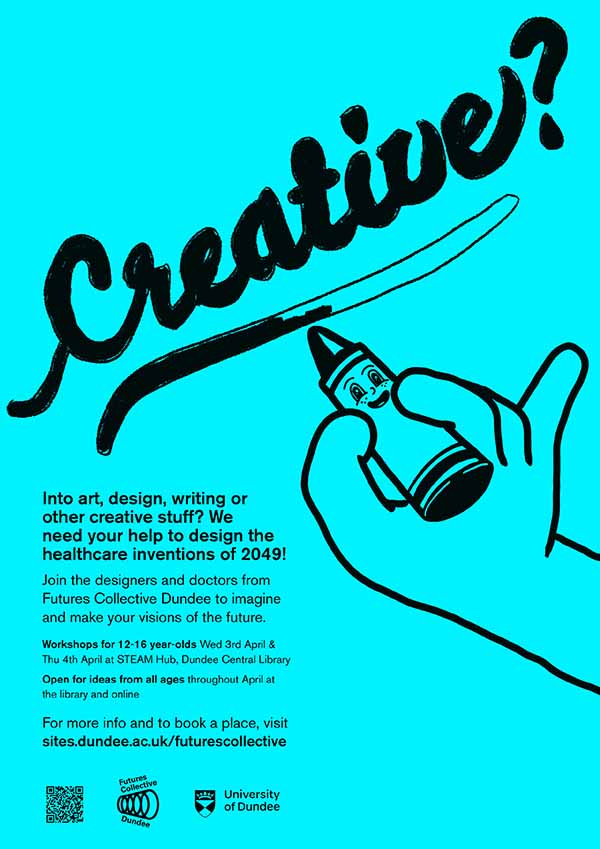 Creative?
Into art, design, writing or
other creative stuff? We
need your help to design the
healthcare inventions of 2049!
Join the designers and doctors from
Futures Collective Dundee to imagine
and make your visions of the future.
Workshops for 12-16 year-olds Wed 3rd April &
Thu 4th April at STEAM Hub, Dundee Central Library
Open for ideas from all ages throughout April at
the library and online
For more info and to book a place, visit
sites.dundee.ac.uk/futurescollective
Futures
Collective
Dundee
University
of Dundee